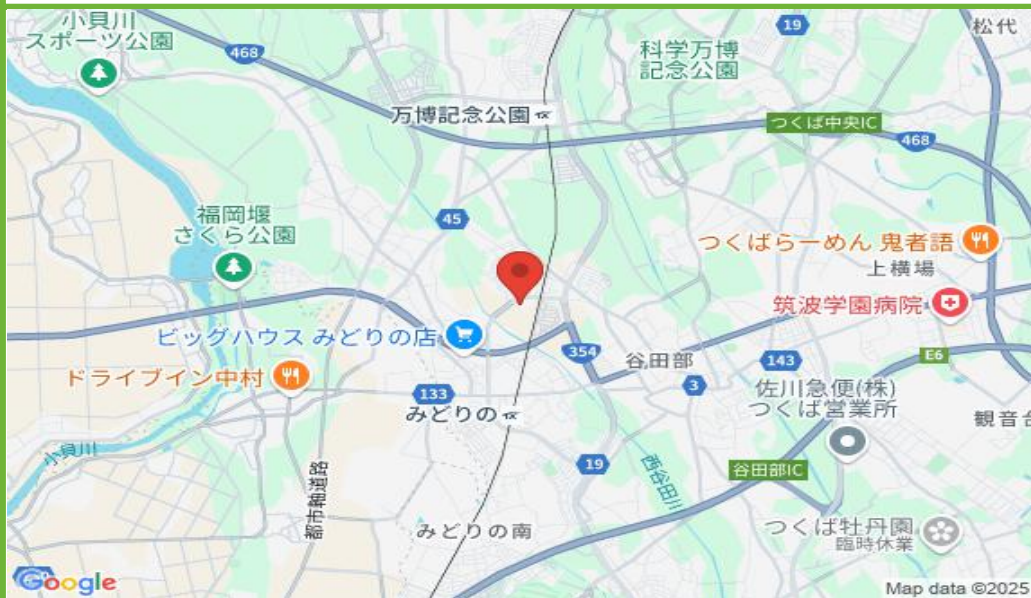 小貝川
スポーツ公園
468
19
松代
科学万博
記念公園
万博記念公園
つくば中央IC
468
45
福岡堰
さくら公園
つくばらーめん 鬼者語
上横場
筑波学園病院
ビッグハウス みどりの店
354
谷田部
143
E6
ドライブイン中村
133
3
佐川急便(株)
つくば営業所
みどりの
観音台
小貝川
19
西谷田川
谷田部IC
都市軸道路
みどりの南
つくば牡丹園
臨時休業
Google
Map data ©2025